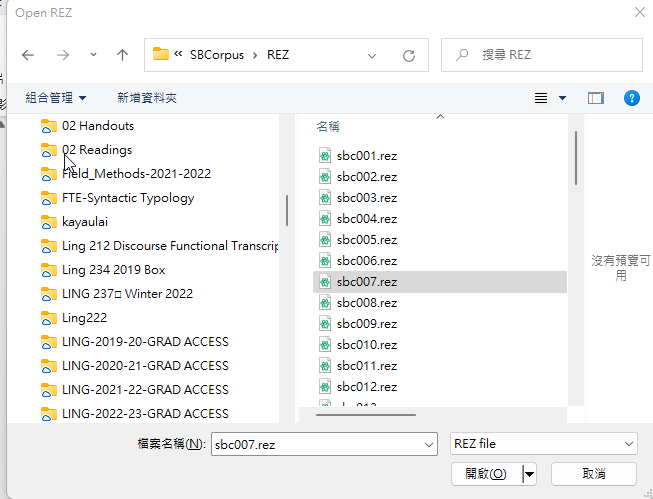 Open REZ
« SBCorpus › REZ
搜尋 REZ
組合管理
新增資料夾
02 Handouts
02 Readings
Field_Methods-2021-2022
FTE-Syntactic Typology
kayaulai
Ling 212 Discourse Functional Transcrip
Ling 234 2019 Box
LING 237 Winter 2022
Ling222
LING-2019-20-GRAD ACCESS
LING-2020-21-GRAD ACCESS
LING-2021-22-GRAD ACCESS
LING-2022-23-GRAD ACCESS
名稱
sbc001.rez
sbc002.rez
sbc003.rez
sbc004.rez
sbc005.rez
sbc006.rez
sbc007.rez
sbc008.rez
sbc009.rez
sbc010.rez
sbc011.rez
sbc012.rez
沒有預覽可
用
檔案名稱(N):
sbc007.rez
REZ file
開啟(O)
取消